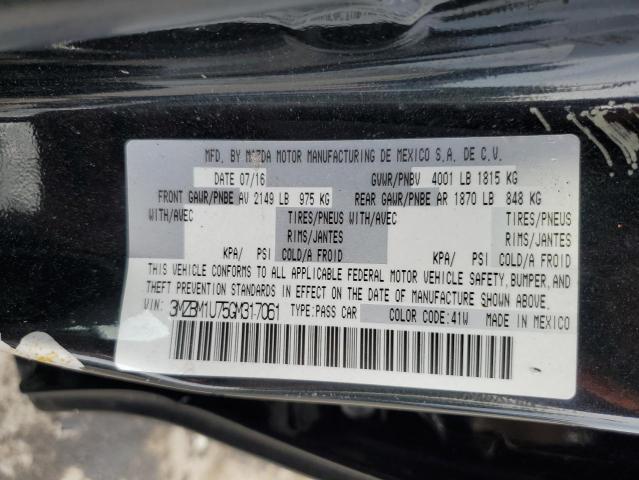 MFD. BY MAZDA MOTOR MANUFACTURING DE MEXICO S.A. DE C.V.
DATE 07/16 GVWR/PNBV 4001 LB 1815 KG
FRONT GAWR/PNBE AV 2149 LB 975 KG REAR GAWR/PNBE AR 1870 LB 848 KG
WITH/AVEC TIRES/PNEUS WITH/AVEC TIRES/PNEUS
RIMS/JANTES RIMS/JANTES
KPA/ PSI COLD/A FROID KPA/ PSI COLD/A FROID
THIS VEHICLE CONFORMS TO ALL APPLICABLE FEDERAL MOTOR VEHICLE SAFETY, BUMPER, AND
THEFT PREVENTION STANDARDS IN EFFECT ON THE DATE OF MANUFACTURE SHOWN ABOVE.
VIN: 3MZBM1U75GM317061 TYPE:PASS CAR COLOR CODE:41W MADE IN MEXICO